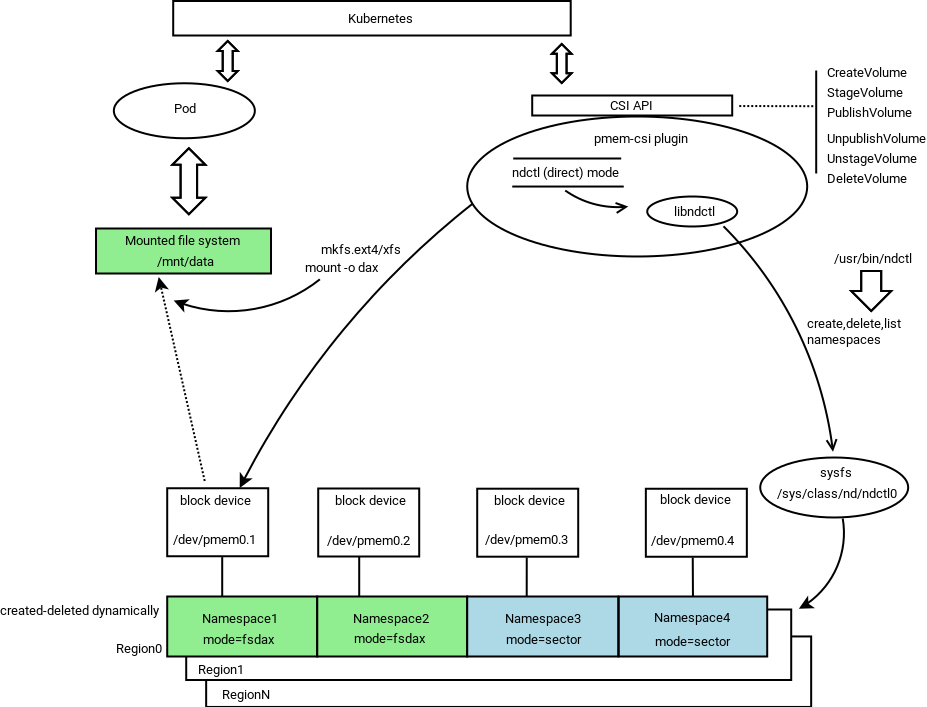 Kubernetes
Pod
CSI API
CreateVolume
StageVolume
PublishVolume
UnpublishVolume
UnstageVolume
DeleteVolume
pmem-csi plugin
ndctl (direct) mode
libndctl
Mounted file system
/mnt/data
mkfs.ext4/xfs
mount -o dax
/usr/bin/ndctl
create,delete,list
namespaces
sysfs
/sys/class/nd/ndctl0
block device
/dev/pmem0.1
block device
/dev/pmem0.2
block device
/dev/pmem0.3
block device
/dev/pmem0.4
created-deleted dynamically
Region0
Namespace1
mode=fsdax
Namespace2
mode=fsdax
Namespace3
mode=sector
Namespace4
mode=sector
Region1
RegionN